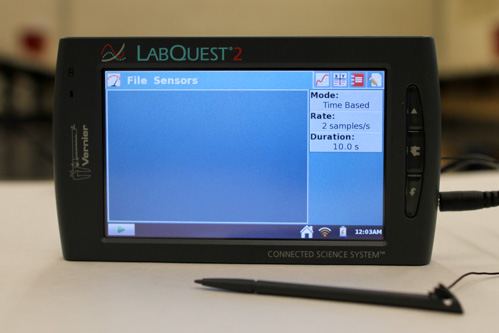 LABQUEST®2
File Sensors
Mode:
Time Based
Rate:
2 samples/s
Duration:
10.0 s
Vernier
12:03AM
CONNECTED SCIENCE SYSTEM™